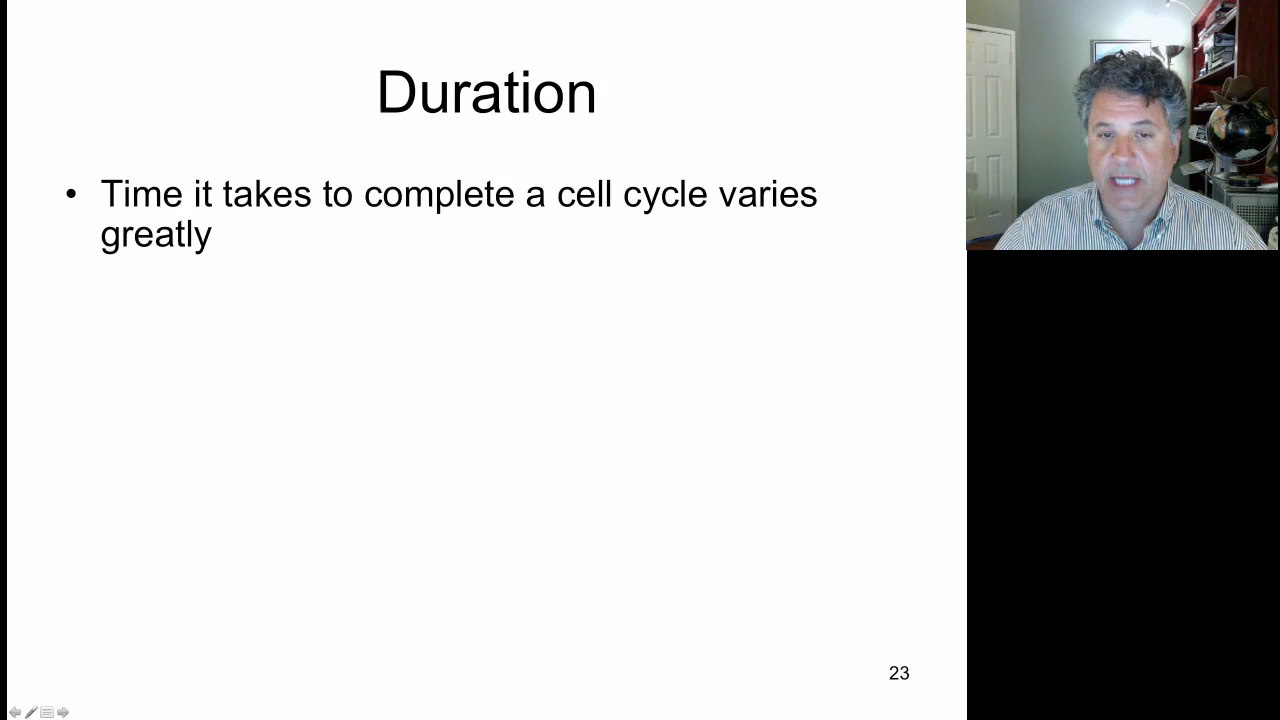 Duration
• Time it takes to complete a cell cycle varies
greatly
23